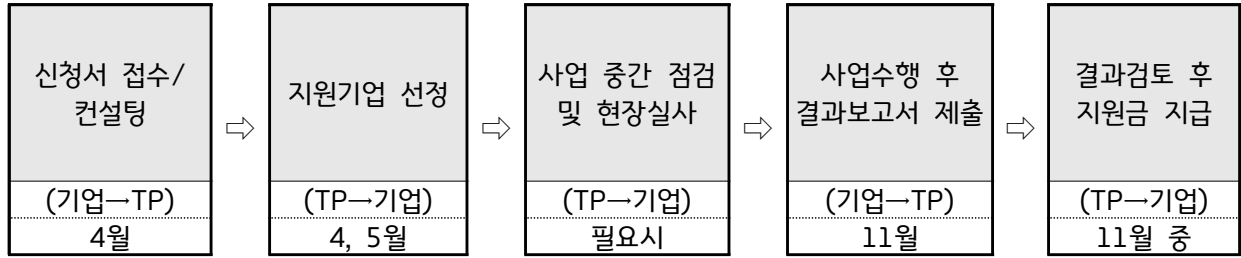 신청서 접수/
컨설팅
(기업→TP)
4월
⇨
지원기업 선정
(TP→기업)
4, 5월
⇨
사업 중간 점검
및 현장실사
(TP→기업)
필요시
⇨
사업수행 후
결과보고서 제출
(기업→TP)
11월
⇨
결과검토 후
지원금 지급
(TP→기업)
11월 중